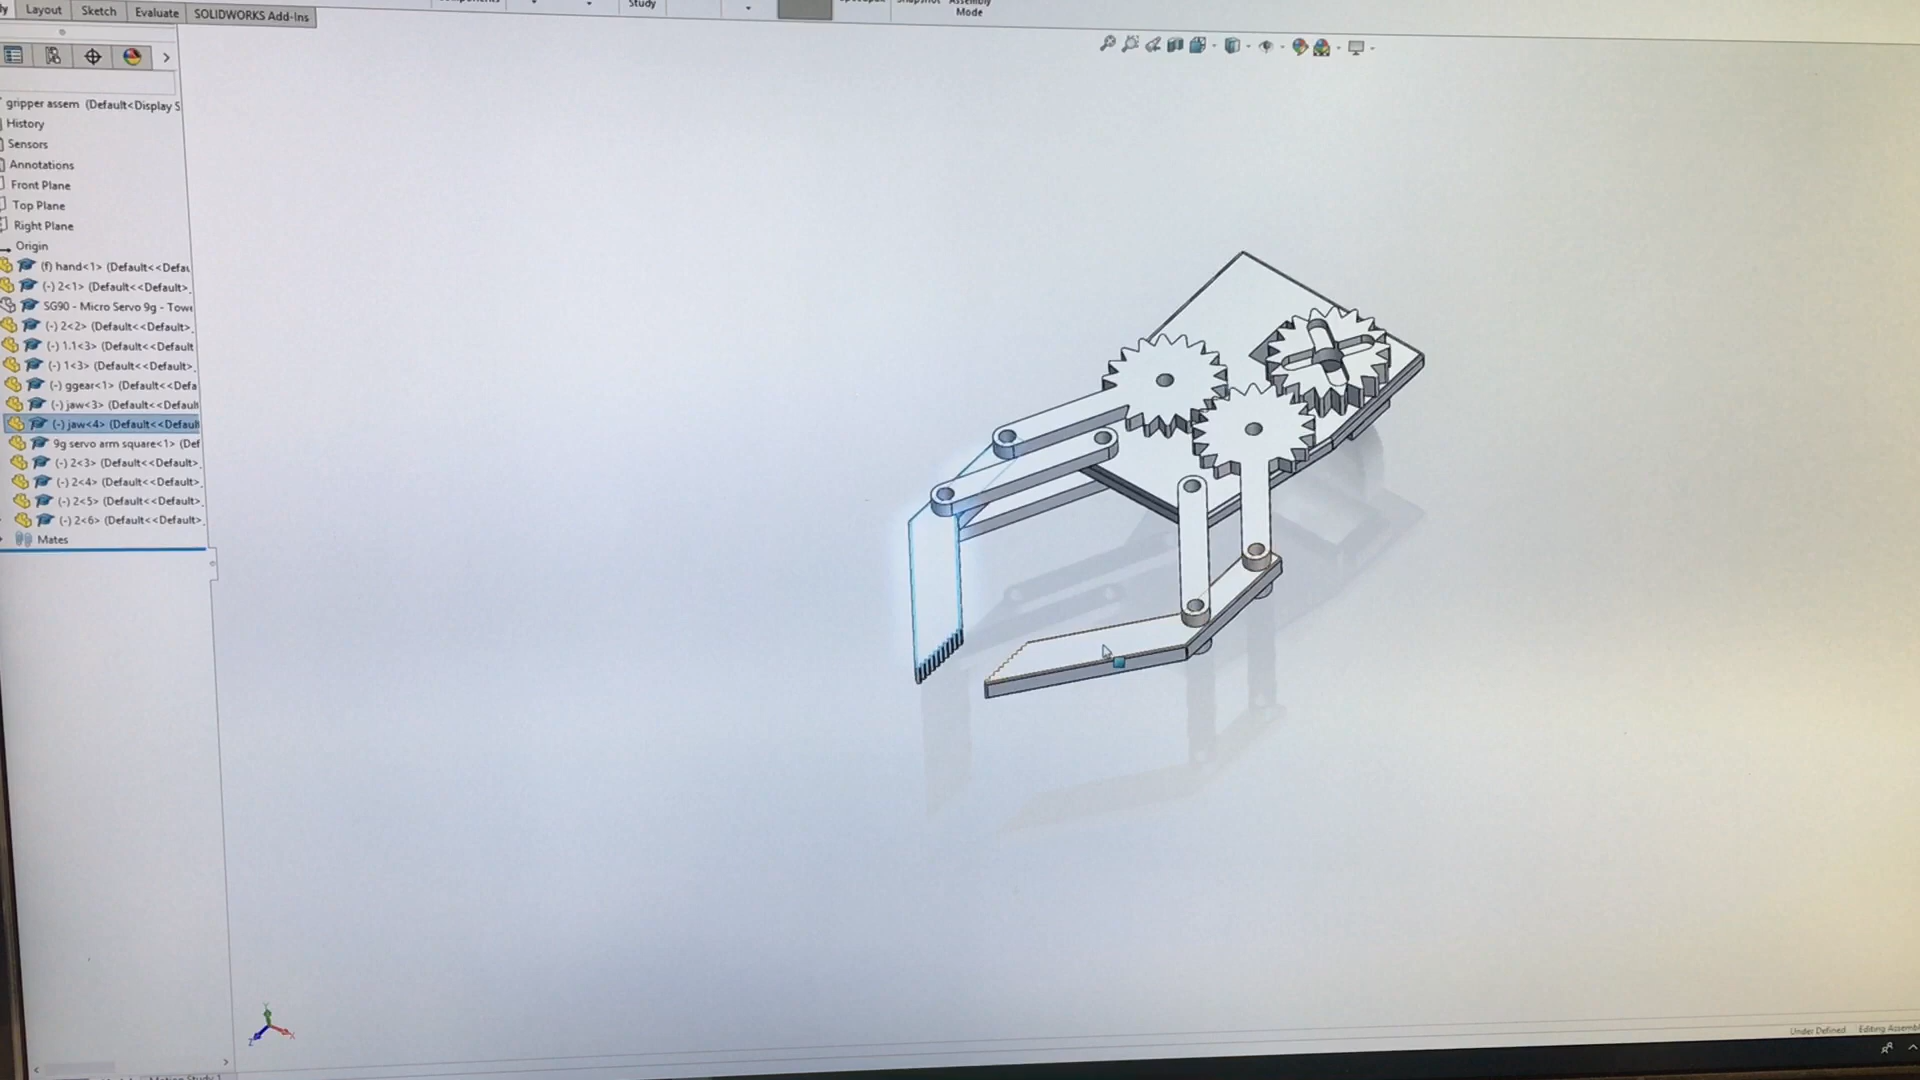 Layout Sketch Evaluate SOLIDWORKS Add-Ins
Study
Assembly
Mode
gripper assem (Default<Display S
History
Sensors
Annotations
Front Plane
Top Plane
Right Plane
Origin
(f) hand<1> (Default<<Defau
(-) 2<1> (Default<<Default>
SG90 - Micro Servo 9g - Towe
(-) 2<2> (Default<<Default>
(-) 1.1<3> (Default<<Default
(-) 1<3> (Default<<Default>
(-) ggear<1> (Default<<Defa
(-) jaw<3> (Default<<Default
(-) jaw<4> (Default<<Default
9g servo arm square<1> (Def
(-) 2<3> (Default<<Default>
(-) 2<4> (Default<<Default>
(-) 2<5> (Default<<Default>
(-) 2<6> (Default<<Default>
Mates
Under Defined Editing Assembl